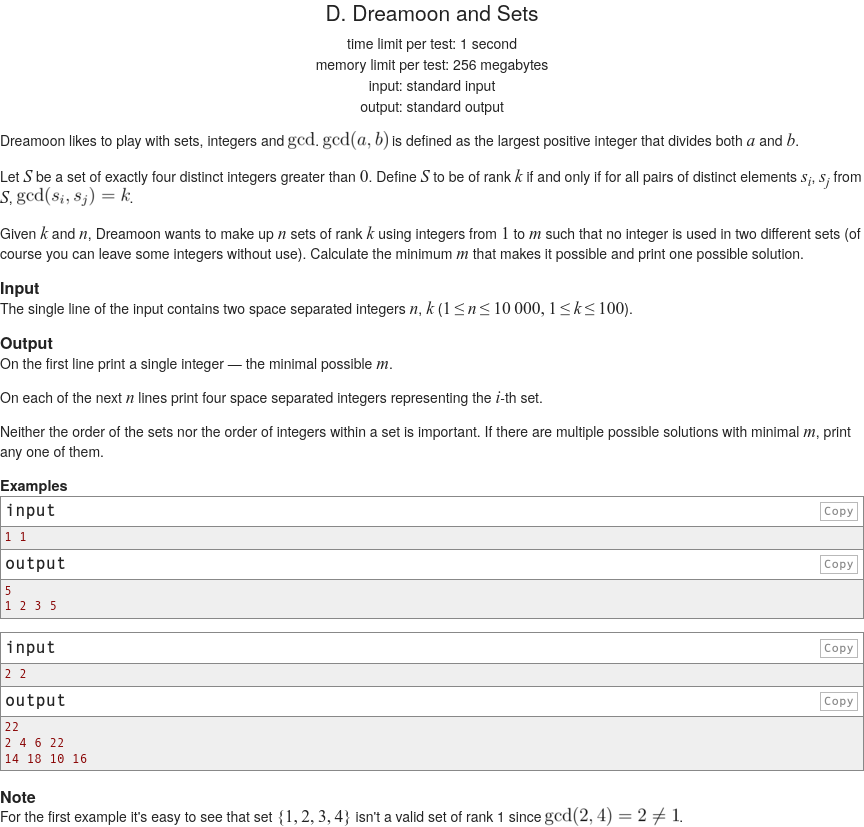 D. Dreamoon and Sets
time limit per test: 1 second
memory limit per test: 256 megabytes
input: standard input
output: standard output
Dreamoon likes to play with sets, integers and gcd. gcd(a, b) is defined as the largest positive integer that divides both a and b.
Let S be a set of exactly four distinct integers greater than 0. Define S to be of rank k if and only if for all pairs of distinct elements s_i, s_j from
S, gcd(s_i, s_j) = k.
Given k and n, Dreamoon wants to make up n sets of rank k using integers from 1 to m such that no integer is used in two different sets (of
course you can leave some integers without use). Calculate the minimum m that makes it possible and print one possible solution.
Input
The single line of the input contains two space separated integers n, k (1 ≤ n ≤ 10 000, 1 ≤ k ≤ 100).
Output
On the first line print a single integer — the minimal possible m.
On each of the next n lines print four space separated integers representing the i-th set.
Neither the order of the sets nor the order of integers within a set is important. If there are multiple possible solutions with minimal m, print
any one of them.
Examples
input Copy
1 1
output Copy
5
1 2 3 5
input Copy
2 2
output Copy
22
2 4 6 22
14 18 10 16
Note
For the first example it's easy to see that set {1, 2, 3, 4} isn't a valid set of rank 1 since gcd(2, 4) = 2 ≠ 1.